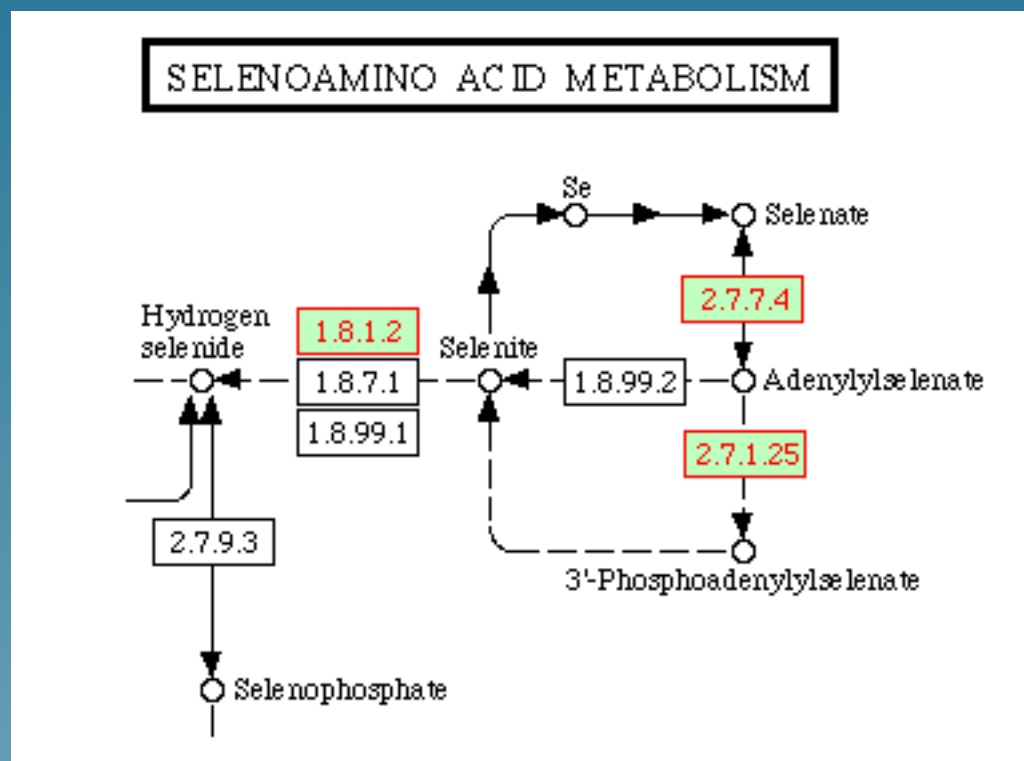 SELENOAMINO ACID METABOLISM
Se
Selenate
2.7.7.4
Hydrogen
selenide
1.8.1.2
Selenite
1.8.7.1
1.8.99.2
Adenylylselenate
1.8.99.1
2.7.1.25
2.7.9.3
3'-Phosphoadenylylselenate
Selenophosphate